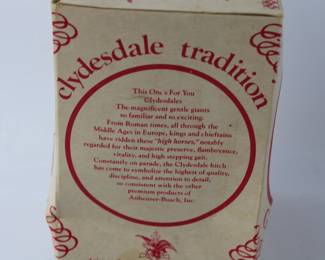 clydesdale tradition
This One's For You
Clydesdales
The magnificent gentle giants
so familiar and so exciting.
From Roman times, all through the
Middle Ages in Europe, kings and chieftains
have ridden these "high horses," notably
regarded for their majestic preserve, flamboyance,
vitality, and high stepping gait.
Constantly on parade, the Clydesdale hitch
has come to symbolize the highest of quality,
discipline, and attention to detail,
so consistent with the other
premium products of
Anheuser-Busch, Inc.